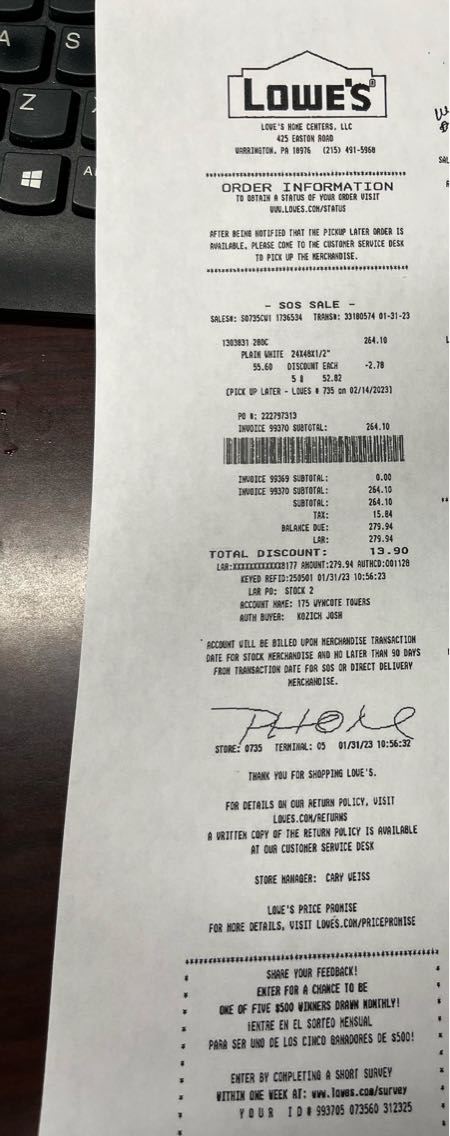 A
S
Z
LOWE'S
LOWE'S HOME CENTERS, LLC
425 EASTON ROAD
WARRINGTON, PA 18976 (215) 491-5968
ORDER INFORMATION
TO OBTAIN A STATUS OF YOUR ORDER VISIT
WWW.LOWES.COM/STATUS
AFTER BEING NOTIFIED THAT THE PICKUP LATER ORDER IS
AVAILABLE, PLEASE COME TO THE CUSTOMER SERVICE DESK
TO PICK UP THE MERCHANDISE.
- SOS SALE -
SALES#: SO735CW1 1736534 TRANS#: 33180574 01-31-23
1303831 280C 264.10
PLAIN WHITE 24X48X1/2"
55.60 DISCOUNT EACH -2.78
5 @ 52.82
[PICK UP LATER - LOWES # 735 on 02/14/2023]
PO #: 222797313
INVOICE 99370 SUBTOTAL: 264.10
INVOICE 99369 SUBTOTAL: 0.00
INVOICE 99370 SUBTOTAL: 264.10
SUBTOTAL: 264.10
TAX: 15.84
BALANCE DUE: 279.94
LAR: 279.94
TOTAL DISCOUNT: 13.90
LAR:XXXXXXXXXXXX8177 AMOUNT:279.94 AUTHCD:001128
KEYED REFID:250501 01/31/23 10:56:23
LAR PO: STOCK 2
ACCOUNT NAME: 175 WYNCOTE TOWERS
AUTH BUYER: KOZICH JOSH
ACCOUNT WILL BE BILLED UPON MERCHANDISE TRANSACTION
DATE FOR STOCK MERCHANDISE AND NO LATER THAN 90 DAYS
FROM TRANSACTION DATE FOR SOS OR DIRECT DELIVERY
MERCHANDISE.
PHONE
STORE: 0735 TERMINAL: 05 01/31/23 10:56:32
THANK YOU FOR SHOPPING LOWE'S.
FOR DETAILS ON OUR RETURN POLICY, VISIT
LOWES.COM/RETURNS
A WRITTEN COPY OF THE RETURN POLICY IS AVAILABLE
AT OUR CUSTOMER SERVICE DESK
STORE MANAGER: CARY WEISS
LOWE'S PRICE PROMISE
FOR MORE DETAILS, VISIT LOWES.COM/PRICEPROMISE
SHARE YOUR FEEDBACK!
ENTER FOR A CHANCE TO BE
ONE OF FIVE $500 WINNERS DRAWN MONTHLY!
¡ENTRE EN EL SORTEO MENSUAL
PARA SER UNO DE LOS CINCO GANADORES DE $500!
ENTER BY COMPLETING A SHORT SURVEY
WITHIN ONE WEEK AT: www.lowes.com/survey
YOUR ID# 993705 073560 312325